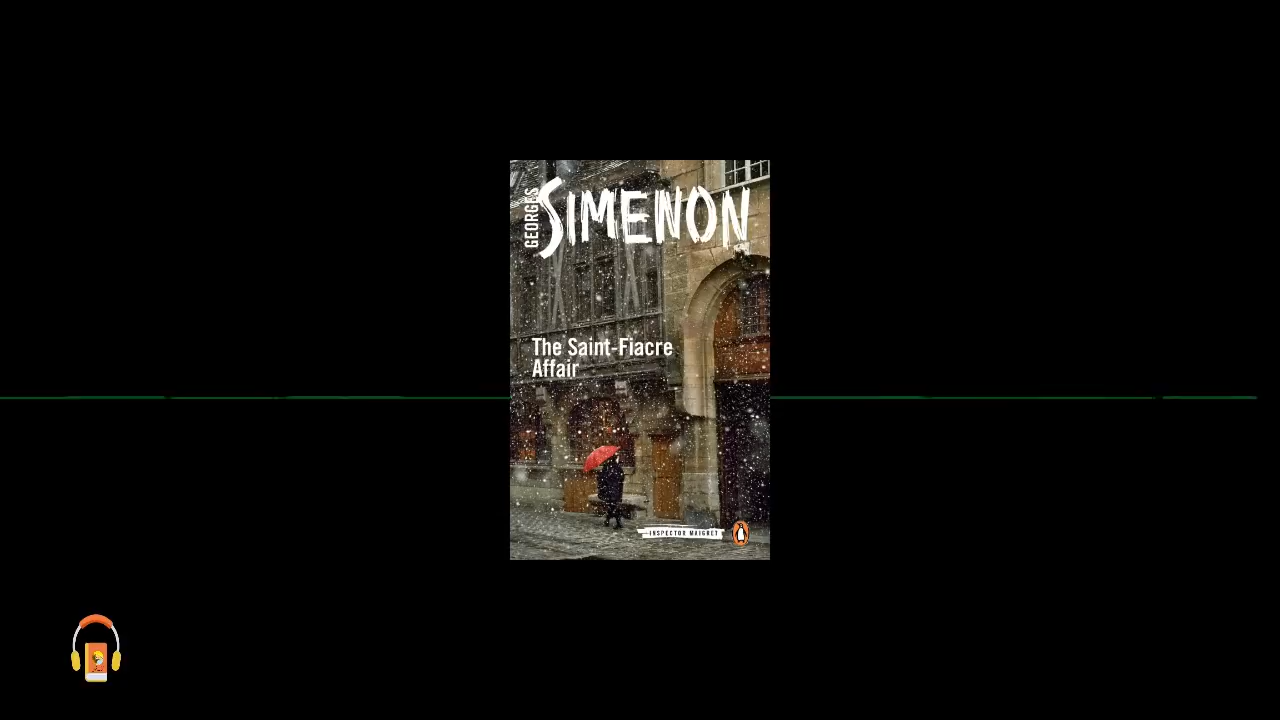 GEORGES
SIMENON
The Saint-Fiacre
Affair
INSPECTOR MAIGRET